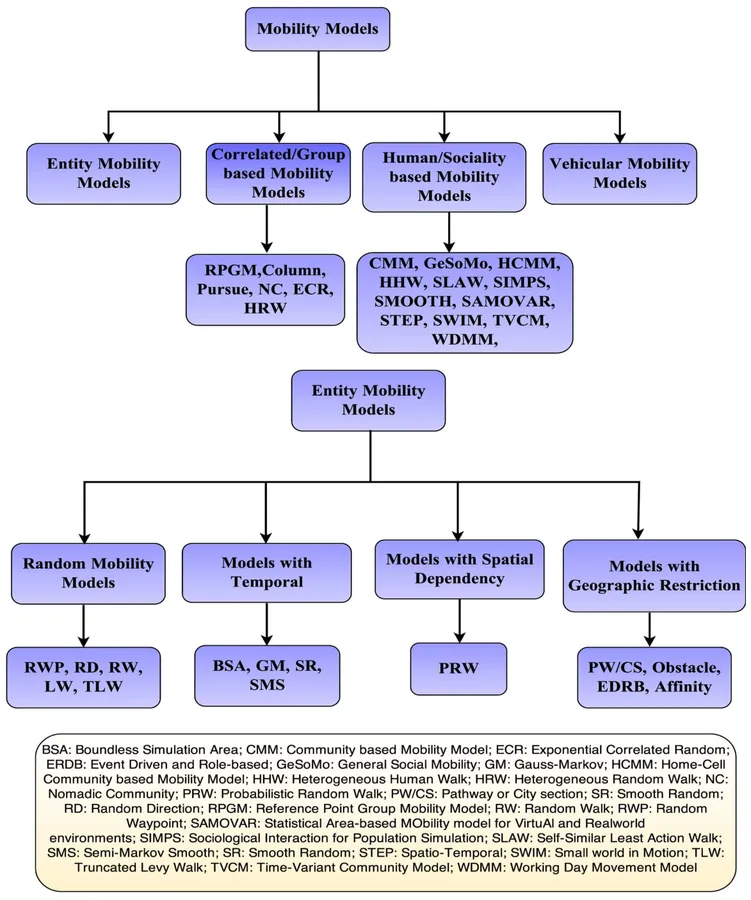 Mobility Models
Entity Mobility
Models
Correlated/Group
based Mobility
Models
Human/Sociality
based Mobility
Models
Vehicular Mobility
Models
RPGM,Column,
Pursue, NC, ECR,
HRW
CMM, GeSoMo, HCMM,
HHW, SLAW, SIMPS,
SMOOTH, SAMOVAR,
STEP, SWIM, TVCM,
WDMM,
Entity Mobility
Models
Random Mobility
Models
Models with
Temporal
Models with Spatial
Dependency
Models with
Geographic Restriction
RWP, RD, RW,
LW, TLW
BSA, GM, SR,
SMS
PRW
PW/CS, Obstacle,
EDRB, Affinity
BSA: Boundless Simulation Area; CMM: Community based Mobility Model; ECR: Exponential Correlated Random;
ERDB: Event Driven and Role-based; GeSoMo: General Social Mobility; GM: Gauss-Markov; HCMM: Home-Cell
Community based Mobility Model; HHW: Heterogeneous Human Walk; HRW: Heterogeneous Random Walk; NC:
Nomadic Community; PRW: Probabilistic Random Walk; PW/CS: Pathway or City section; SR: Smooth Random;
RD: Random Direction; RPGM: Reference Point Group Mobility Model; RW: Random Walk; RWP: Random
Waypoint; SAMOVAR: Statistical Area-based MObility model for VirtuAl and Realworld
environments; SIMPS: Sociological Interaction for Population Simulation; SLAW: Self-Similar Least Action Walk;
SMS: Semi-Markov Smooth; SR: Smooth Random; STEP: Spatio-Temporal; SWIM: Small world in Motion; TLW:
Truncated Levy Walk; TVCM: Time-Variant Community Model; WDMM: Working Day Movement Model